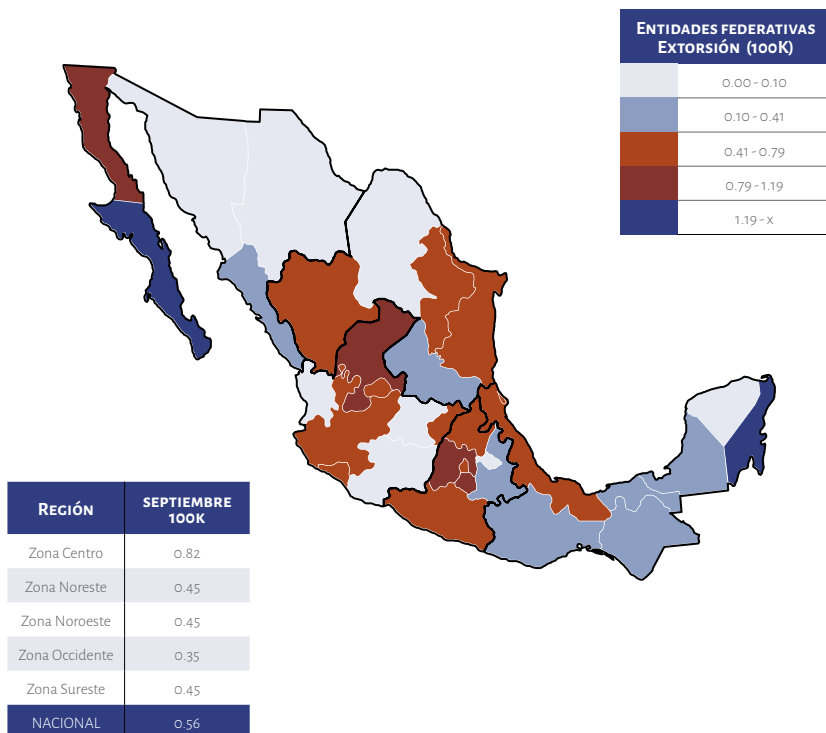 Entidades federativas
Extorsión (100K)
0.00 - 0.10
0.10 - 0.41
0.41 - 0.79
0.79 - 1.19
1.19 - x
Región septiembre
100k
Zona Centro 0.82
Zona Noreste 0.45
Zona Noroeste 0.45
Zona Occidente 0.35
Zona Sureste 0.45
NACIONAL 0.56